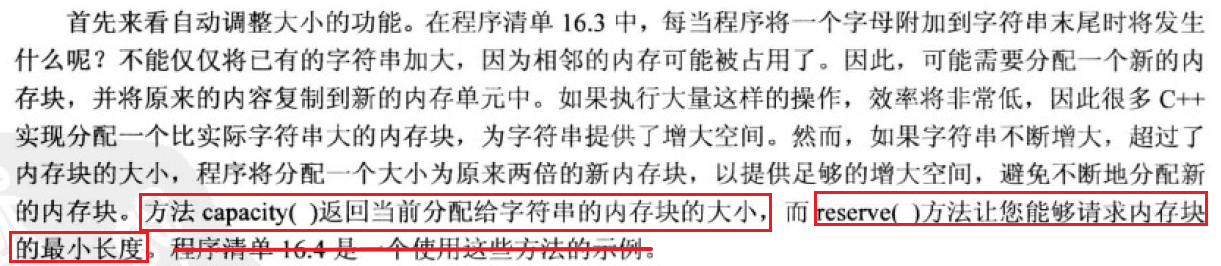 首先来看自动调整大小的功能。在程序清单 16.3 中，每当程序将一个字母附加到字符串末尾时将发生
什么呢？不能仅仅将已有的字符串加大，因为相邻的内存可能被占用了。因此，可能需要分配一个新的内
存块，并将原来的内容复制到新的内存单元中。如果执行大量这样的操作，效率将非常低，因此很多 C++
实现分配一个比实际字符串大的内存块，为字符串提供了增大空间。然而，如果字符串不断增大，超过了
内存块的大小，程序将分配一个大小为原来两倍的新内存块，以提供足够的增大空间，避免不断地分配新
的内存块。方法 capacity( )返回当前分配给字符串的内存块的大小，而 reserve( )方法让您能够请求内存块
的最小长度。程序清单 16.4 是一个使用这些方法的示例。